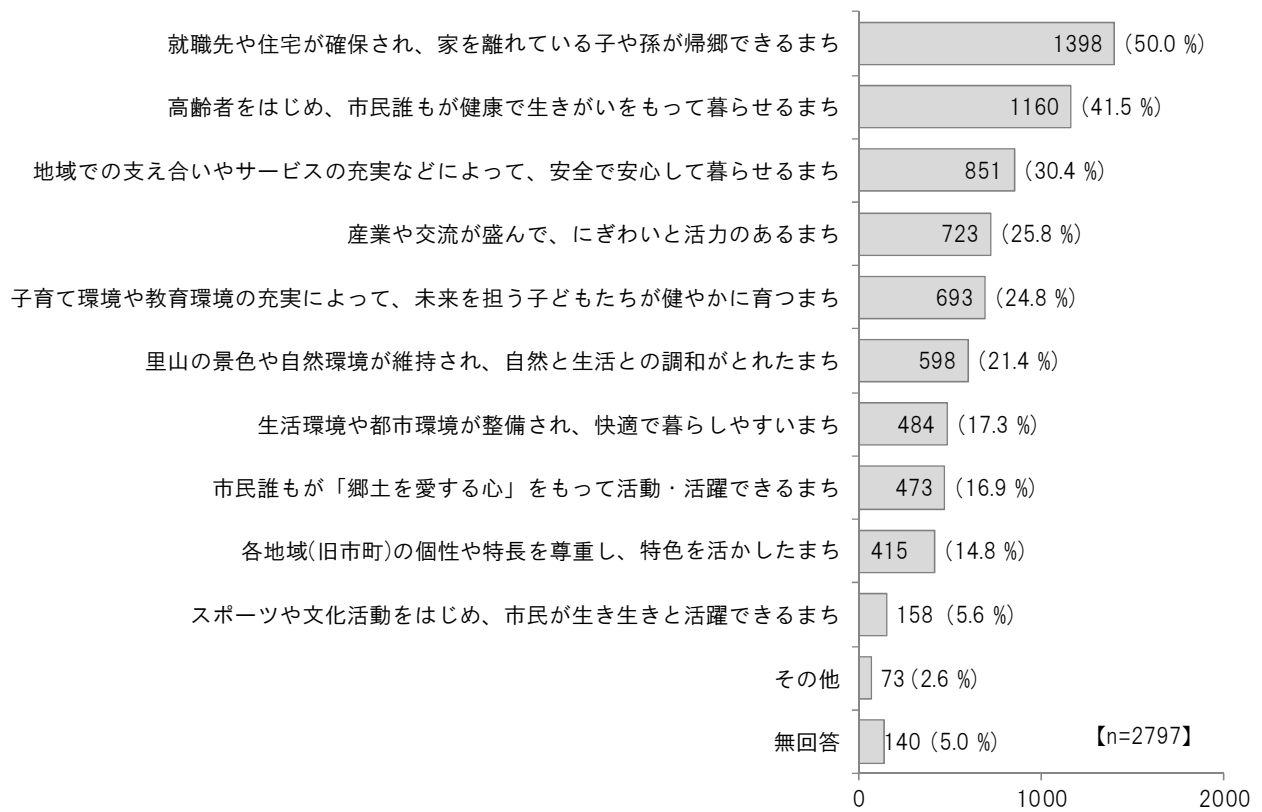 就職先や住宅が確保され、家を離れている子や孫が帰郷できるまち 1398 (50.0 %)
高齢者をはじめ、市民誰もが健康で生きがいをもって暮らせるまち 1160 (41.5 %)
地域での支え合いやサービスの充実などによって、安全で安心して暮らせるまち 851 (30.4 %)
産業や交流が盛んで、にぎわいと活力のあるまち 723 (25.8 %)
子育て環境や教育環境の充実によって、未来を担う子どもたちが健やかに育つまち 693 (24.8 %)
里山の景色や自然環境が維持され、自然と生活との調和がとれたまち 598 (21.4 %)
生活環境や都市環境が整備され、快適で暮らしやすいまち 484 (17.3 %)
市民誰もが「郷土を愛する心」をもって活動・活躍できるまち 473 (16.9 %)
各地域(旧市町)の個性や特長を尊重し、特色を活かしたまち 415 (14.8 %)
スポーツや文化活動をはじめ、市民が生き生きと活躍できるまち 158 (5.6 %)
その他 73 (2.6 %)
無回答 140 (5.0 %) 【n=2797】
0 1000 2000